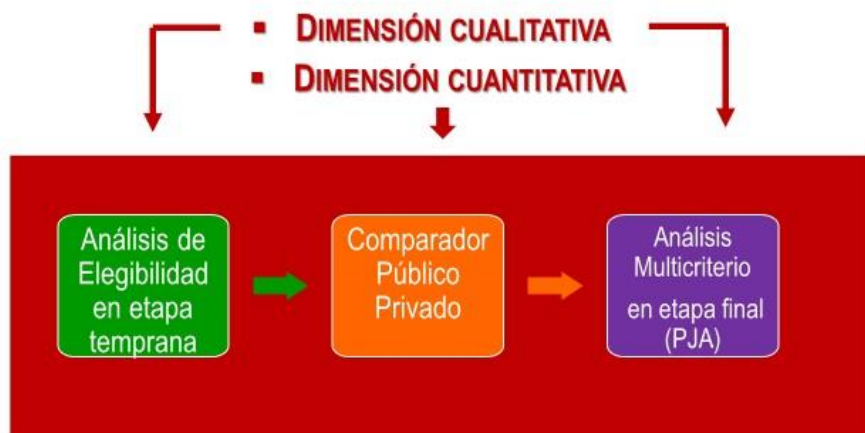 ▪ DIMENSIÓN CUALITATIVA
▪ DIMENSIÓN CUANTITATIVA
Análisis de
Elegibilidad
en etapa
temprana
Comparador
Público
Privado
Análisis
Multicriterio
en etapa final
(PJA)